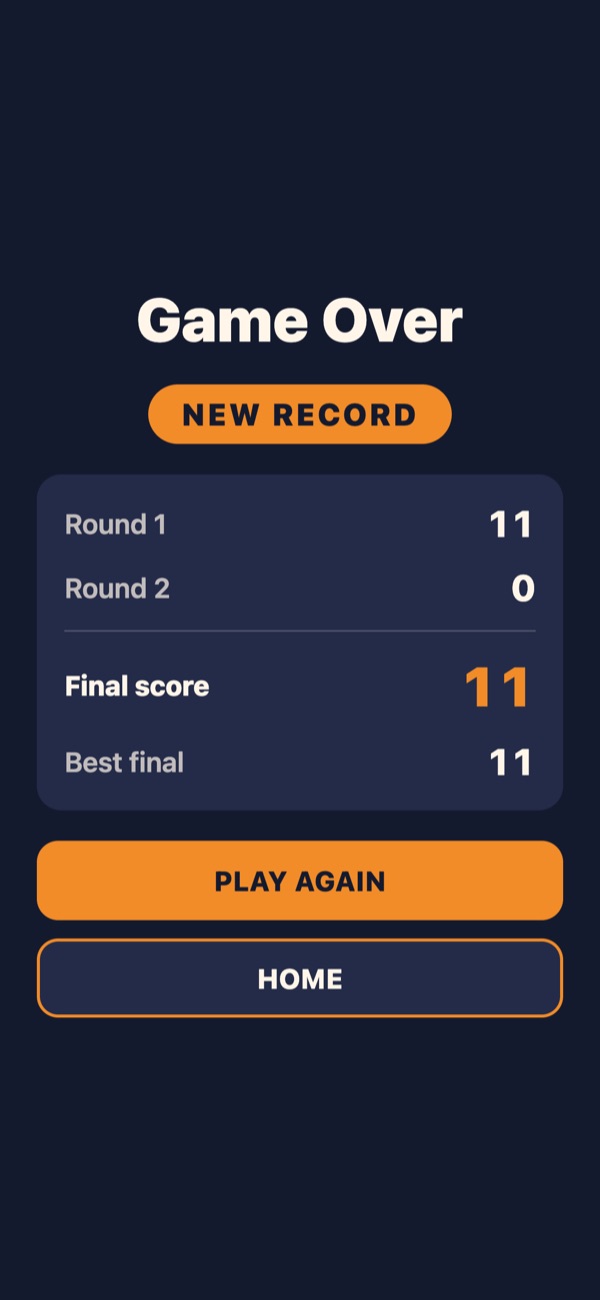 Game Over
NEW RECORD
Round 1 11
Round 2 0
Final score 11
Best final 11
PLAY AGAIN
HOME